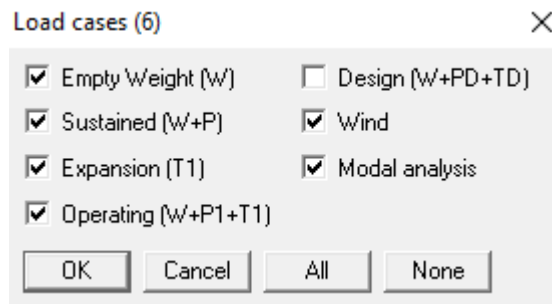 Load cases (6)
Empty Weight (W)
Design (W+PD+TD)
Sustained (W+P)
Wind
Expansion (T1)
Modal analysis
Operating (W+P1+T1)
OK
Cancel
All
None